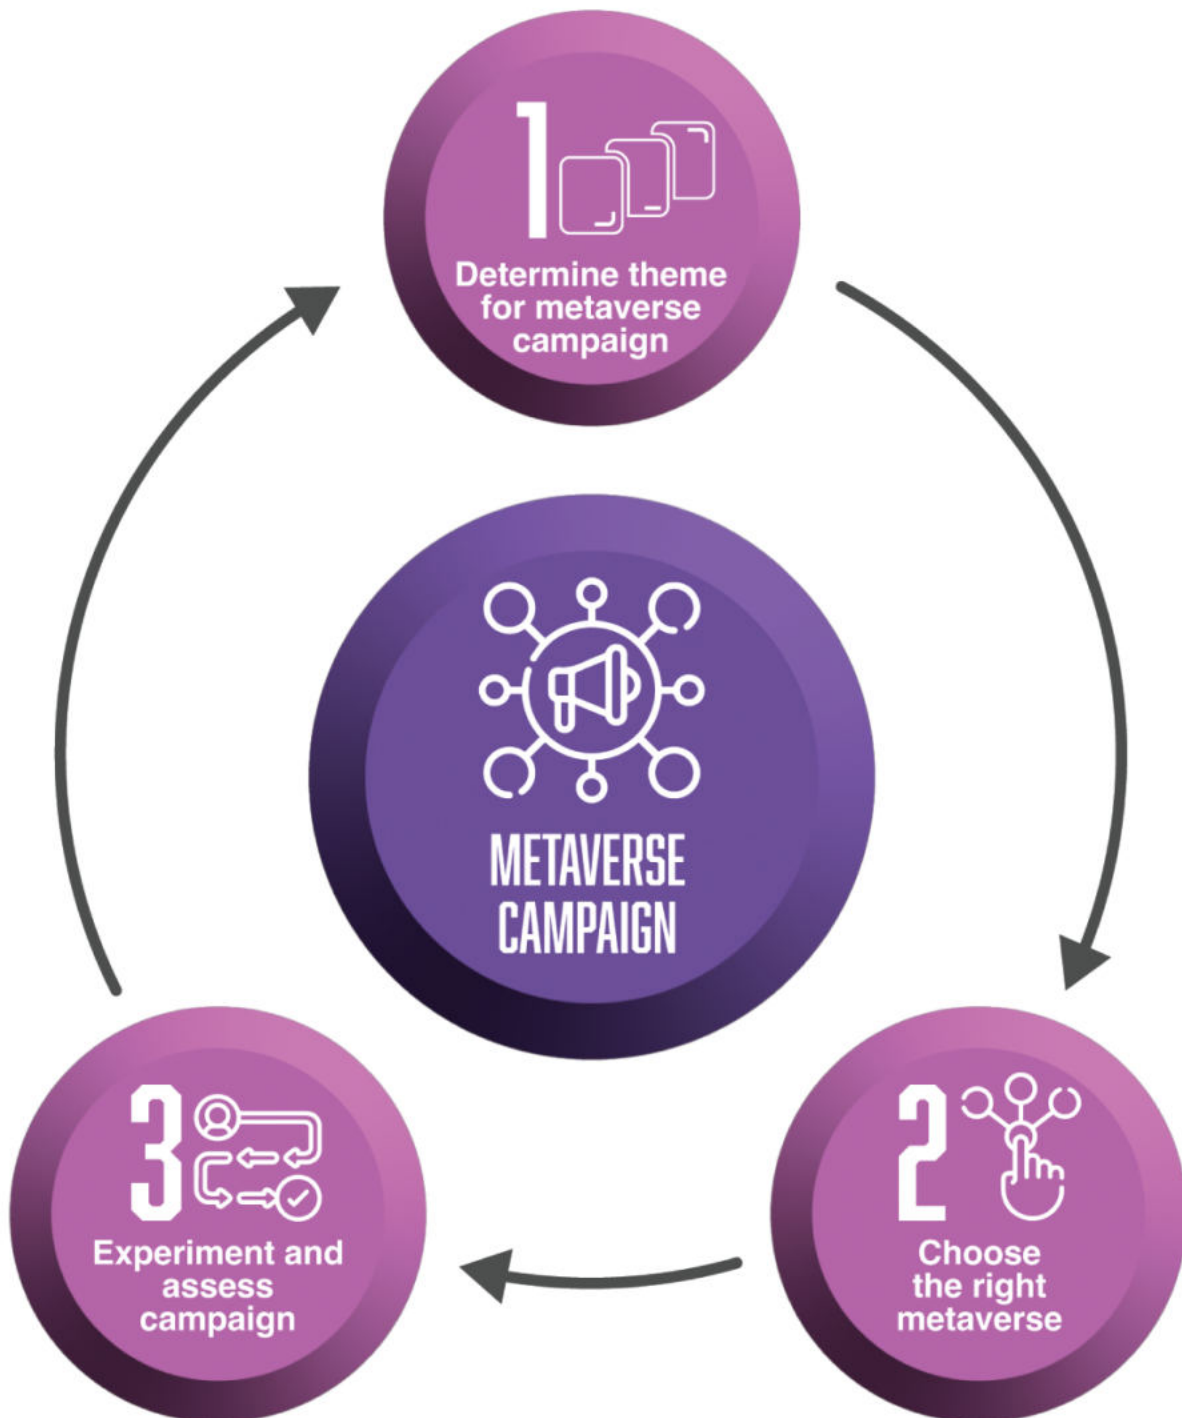 1
Determine theme
for metaverse
campaign
METAVERSE
CAMPAIGN
2
Choose
the right
metaverse
3
Experiment and
assess
campaign